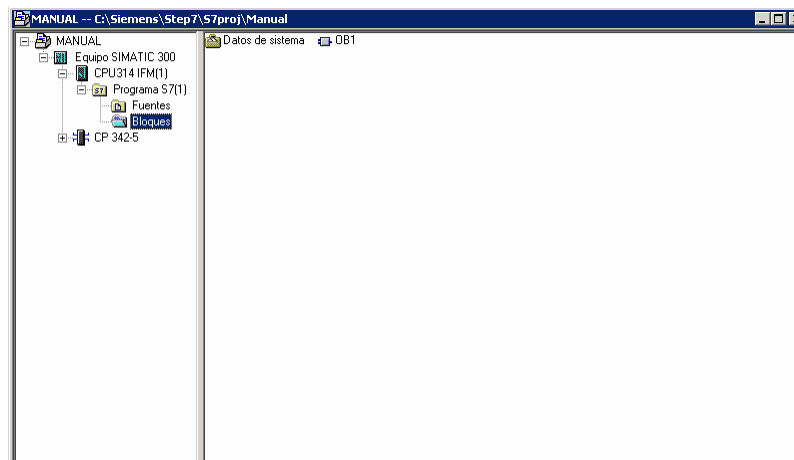 MANUAL -- C:\Siemens\Step7\S7proj\Manual
MANUAL
Equipo SIMATIC 300
CPU314 IFM(1)
Programa S7(1)
Fuentes
Bloques
CP 342-5
Datos de sistema OB1